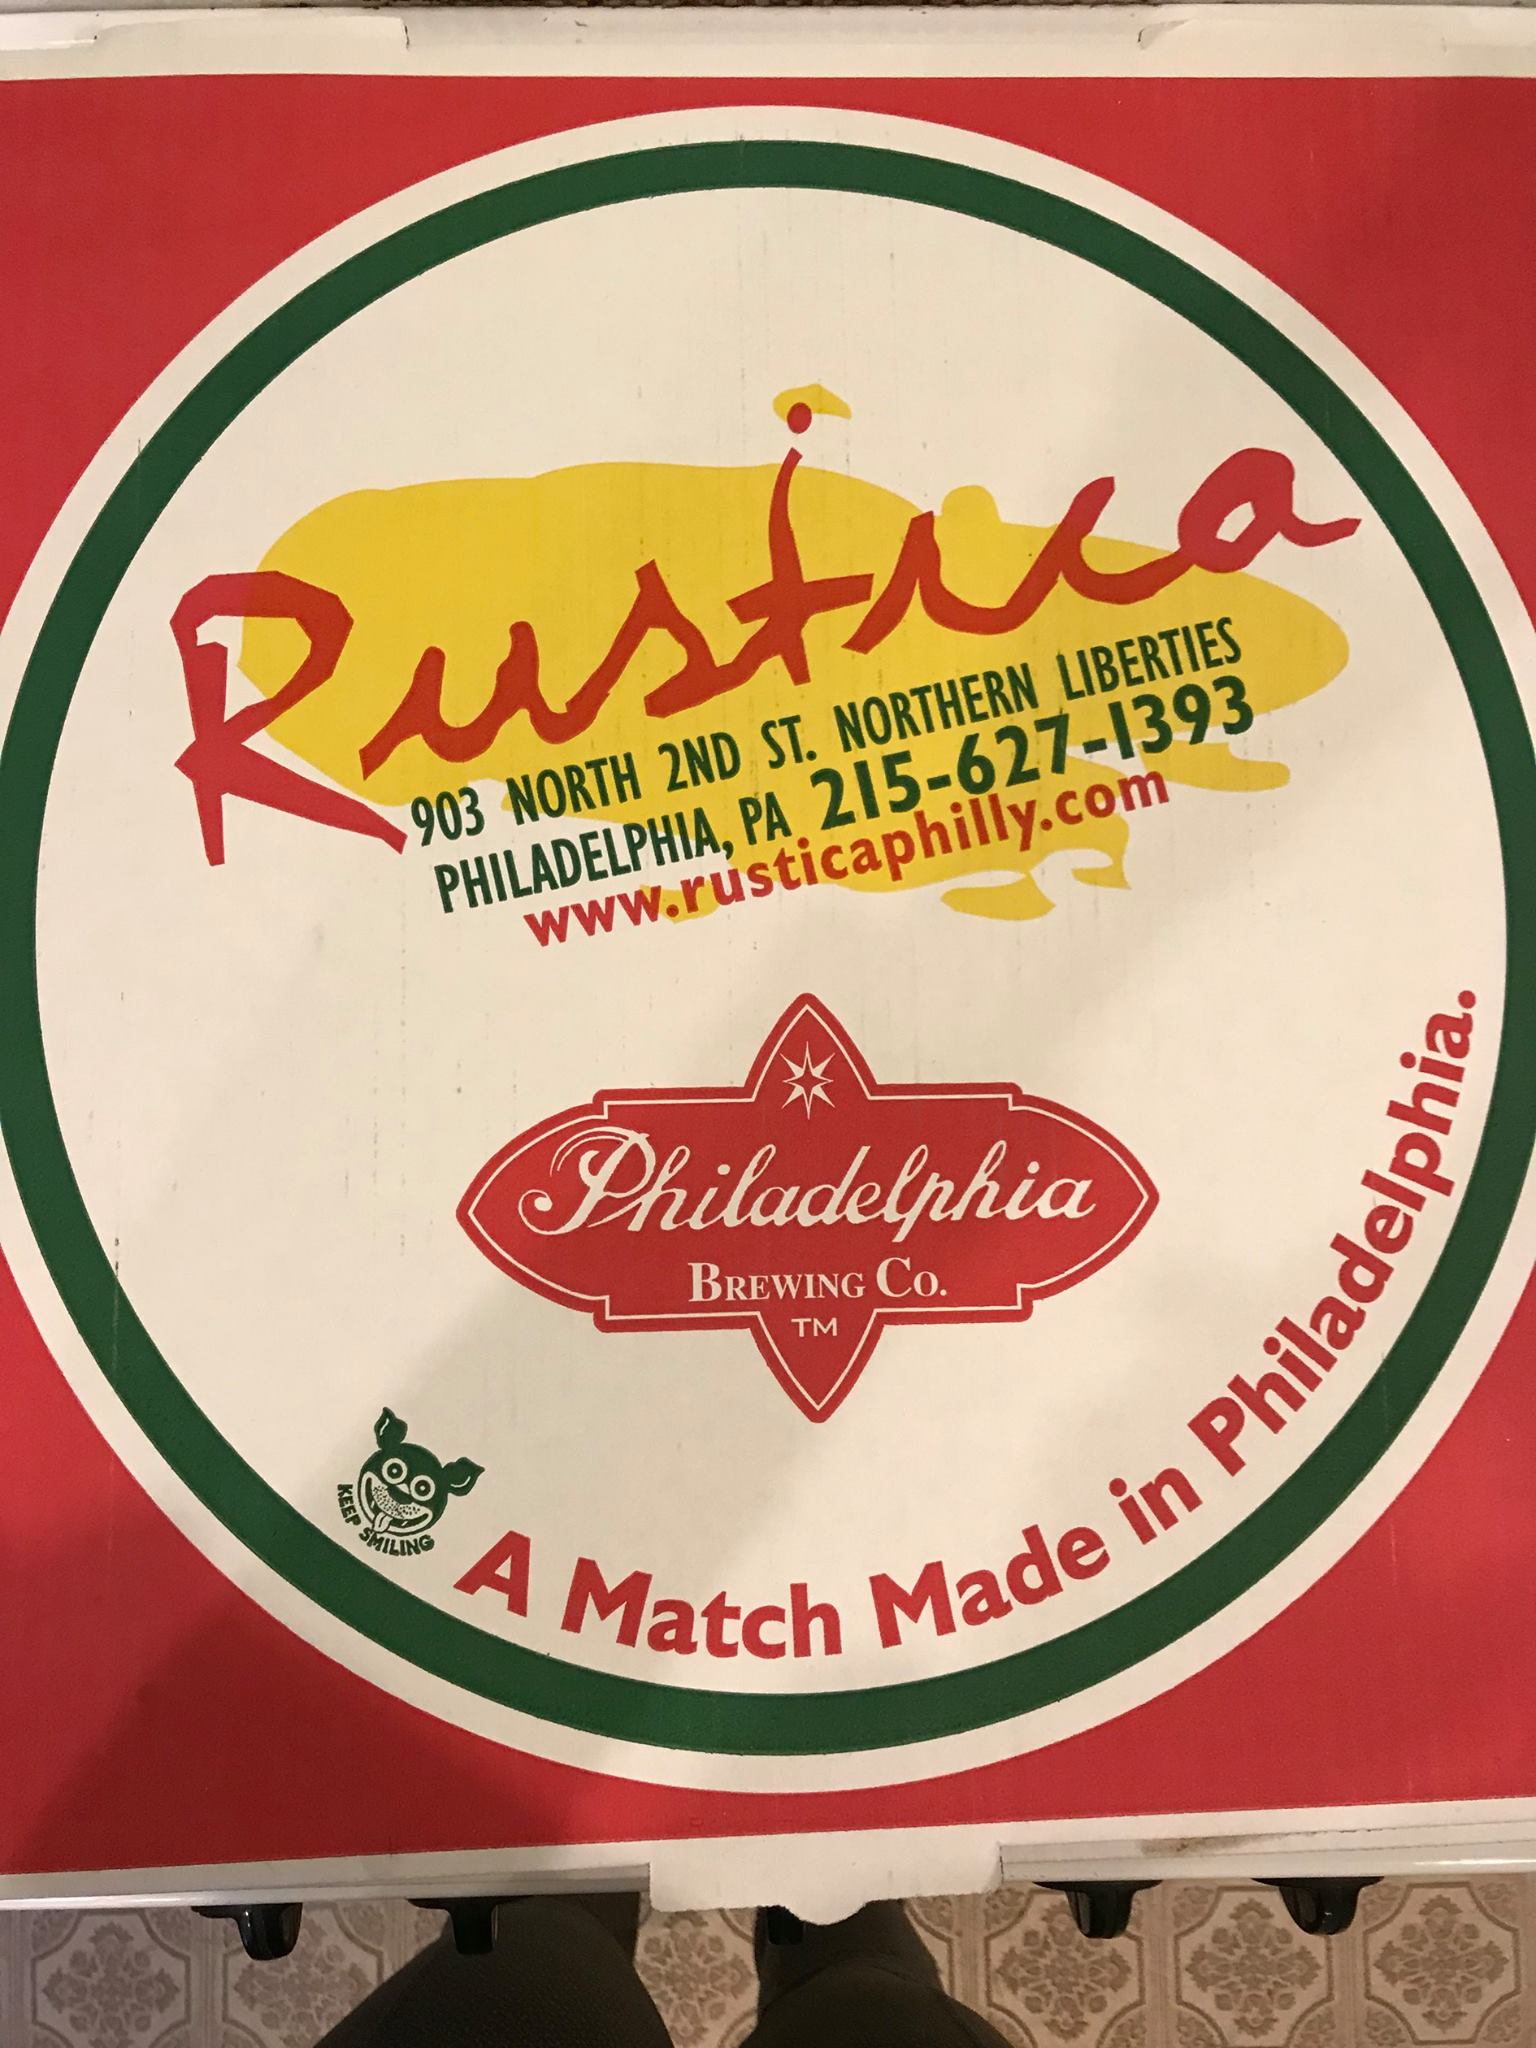 Rustica
903 NORTH 2ND ST. NORTHERN LIBERTIES
PHILADELPHIA, PA 215-627-1393
www.rusticaphilly.com
Philadelphia
BREWING CO.
TM
KEEP SMILING
A Match Made in Philadelphia.